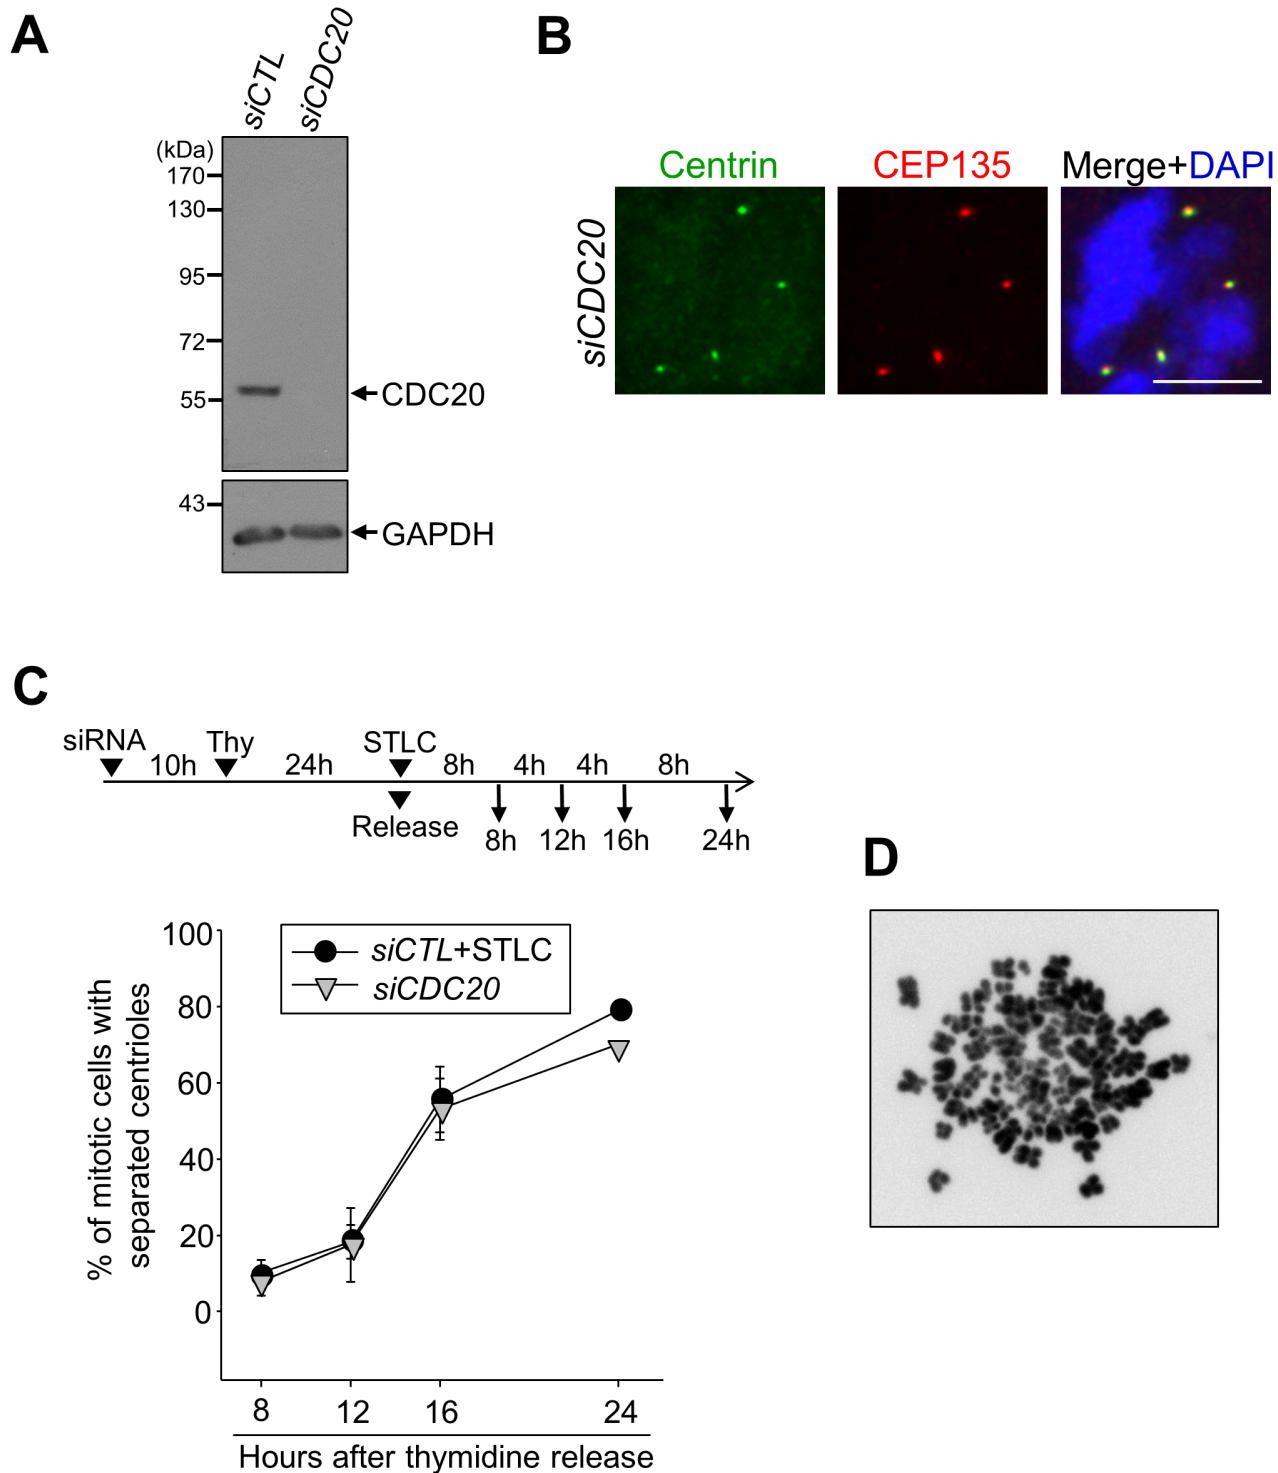 A
siCTL
siCDC20
(kDa)
170
130
95
72
55
CDC20
43
GAPDH
B
Centrin
CEP135
Merge+DAPI
siCDC20
C
siRNA
10h
Thy
24h
STLC
8h
4h
4h
8h
Release
8h
12h
16h
24h
% of mitotic cells with
separated centrioles
100
80
60
40
20
0
siCTL+STLC
siCDC20
8
12
16
24
Hours after thymidine release
D